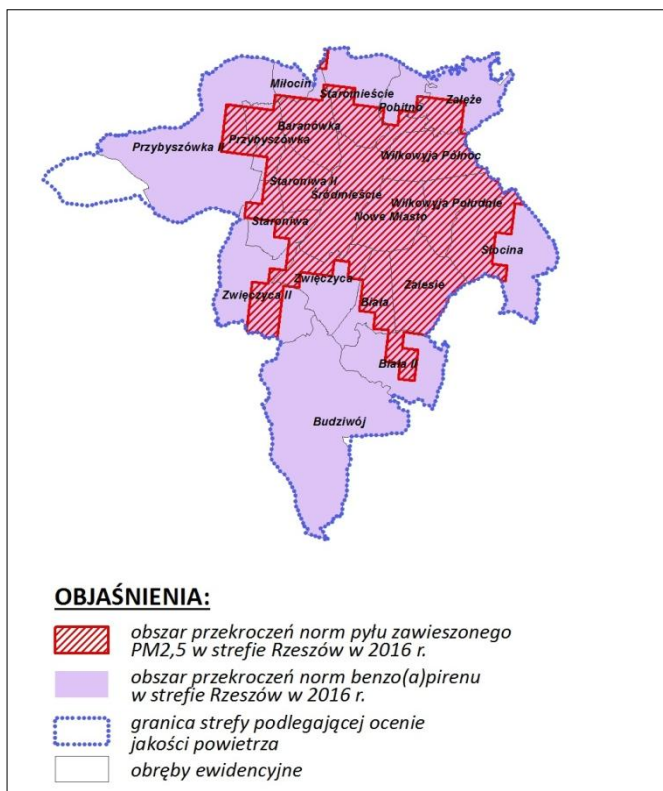 Miłocin
Staromieście
Pobitno
Załęże
Baranówka
Przybyszówka
Przybyszówka II
Wilkowyja Północ
Staroniwa II
Śródmieście
Wilkowyja Południe
Nowe Miasto
Staroniwa
Słocina
Zwięczyca
Zalesie
Zwięczyca II
Biała
Biała II
Budziwój
OBJAŚNIENIA:
obszar przekroczeń norm pyłu zawieszonego
PM2,5 w strefie Rzeszów w 2016 r.
obszar przekroczeń norm benzo(a)pirenu
w strefie Rzeszów w 2016 r.
granica strefy podlegającej ocenie
jakości powietrza
obręby ewidencyjne